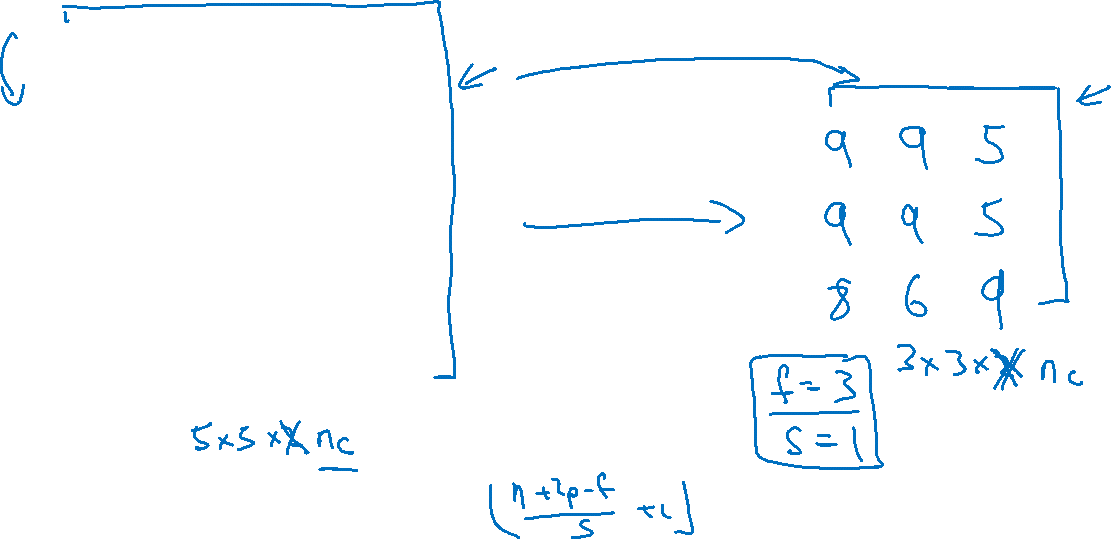 9 9 5
9 9 5
8 6 9
3×3× nc
f=3
s=1
5×5× nc
⌊(n+2p-f)/s +1⌋